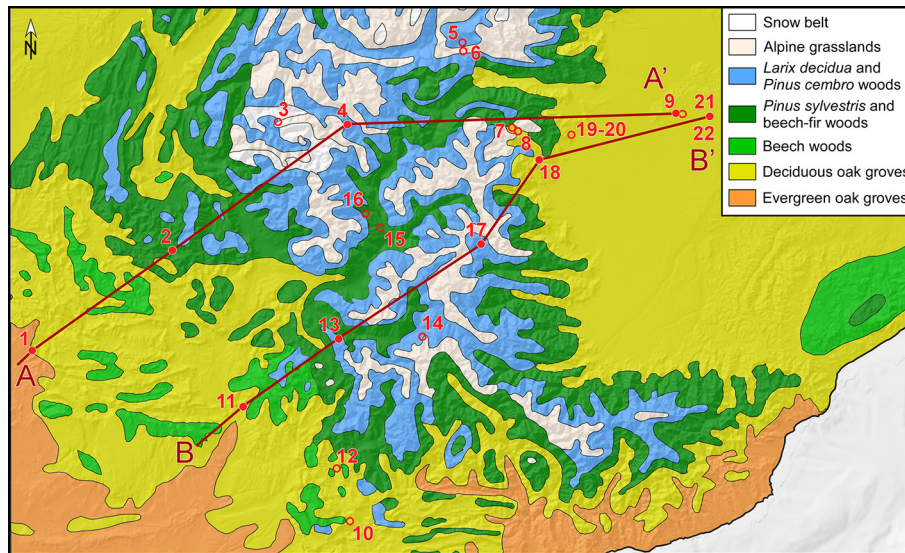 N
Snow belt
Alpine grasslands
Larix decidua and
Pinus cembro woods
Pinus sylvestris and
beech-fir woods
Beech woods
Deciduous oak groves
Evergreen oak groves
5
6
A’
3
4
9
21
7
8
19-20
22
B’
18
16
15
17
2
13
14
1
A
11
B
12
10